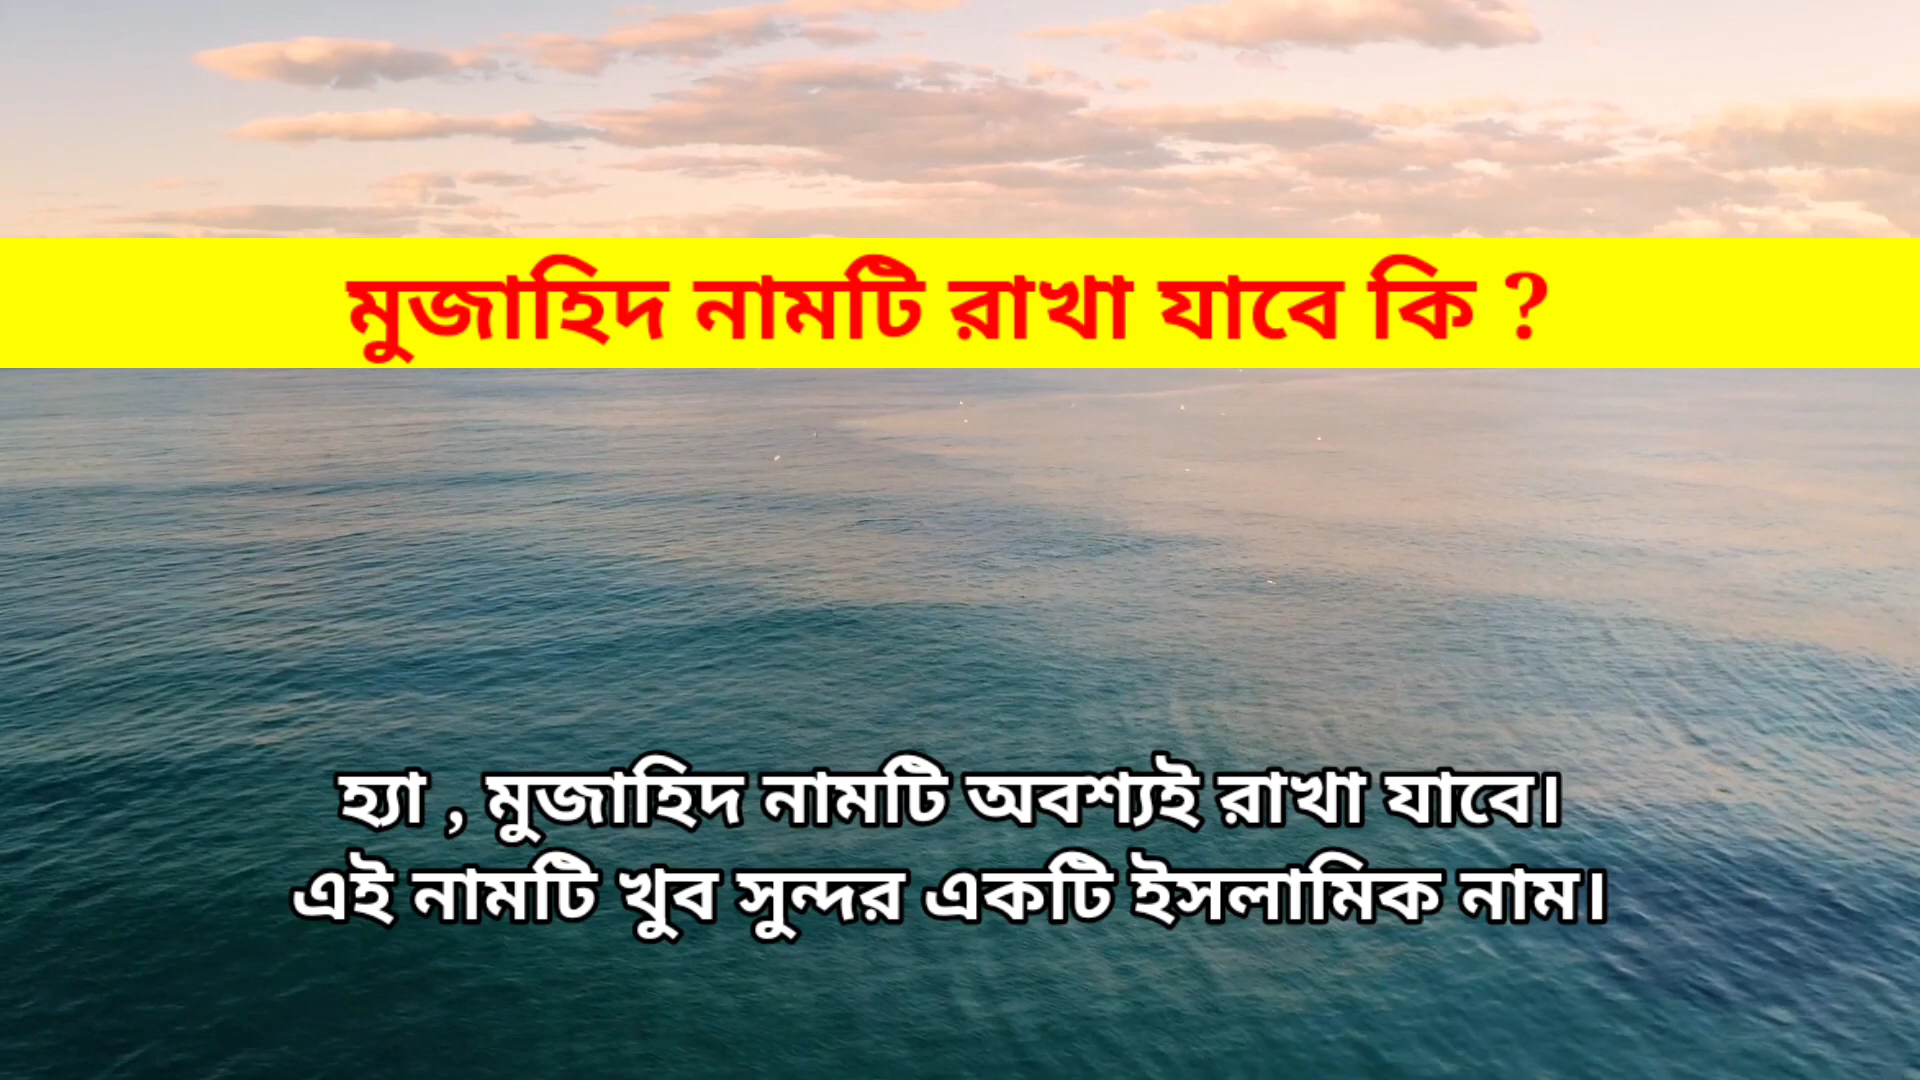 মুজাহিদ নামটি রাখা যাবে কি ?
হ্যা , মুজাহিদ নামটি অবশ্যই রাখা যাবে।
এই নামটি খুব সুন্দর একটি ইসলামিক নাম।